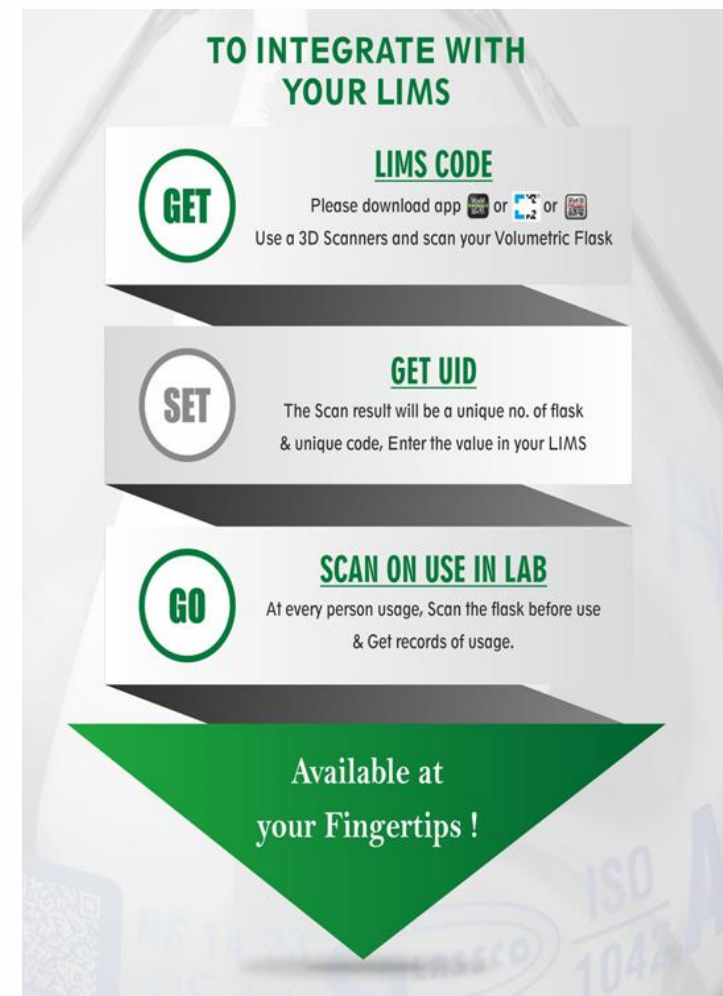 TO INTEGRATE WITH
YOUR LIMS
GET
LIMS CODE
Please download app or or
Use a 3D Scanners and scan your Volumetric Flask
SET
GET UID
The Scan result will be a unique no. of flask
& unique code, Enter the value in your LIMS
GO
SCAN ON USE IN LAB
At every person usage, Scan the flask before use
& Get records of usage.
Available at
your Fingertips !
ISO
1042
A